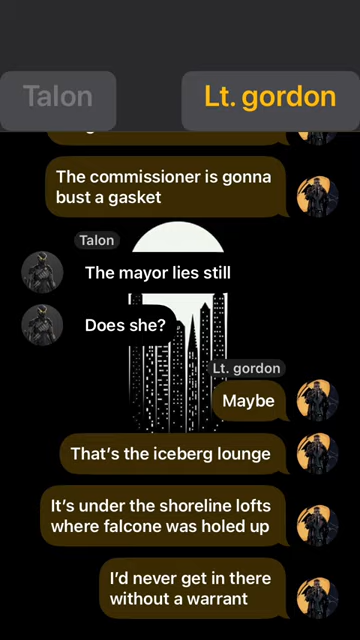 Talon
Lt. gordon
The commissioner is gonna
bust a gasket
Talon
The mayor lies still
Does she?
Lt. gordon
Maybe
That's the iceberg lounge
It's under the shoreline lofts
where falcone was holed up
I'd never get in there
without a warrant